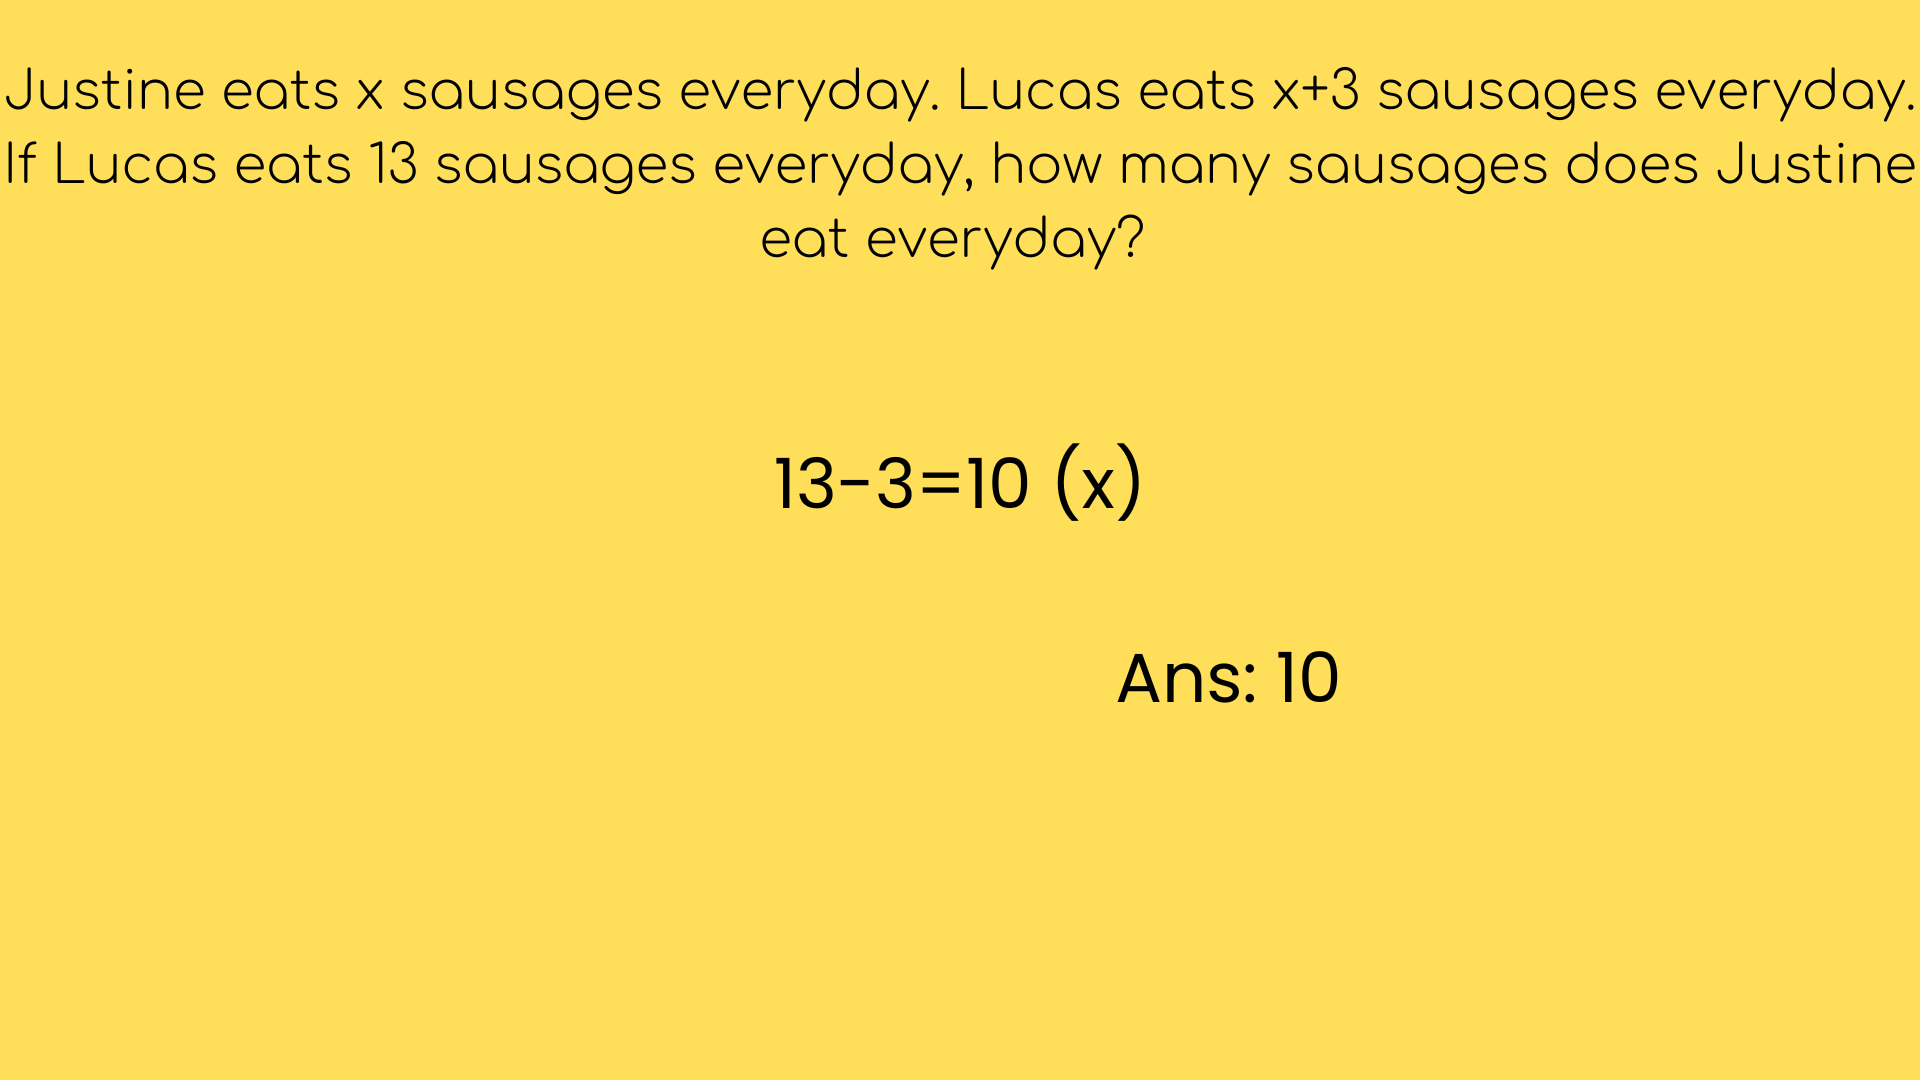 Justine eats x sausages everyday. Lucas eats x+3 sausages everyday.
If Lucas eats 13 sausages everyday, how many sausages does Justine
eat everyday?
13-3=10 (x)
Ans: 10